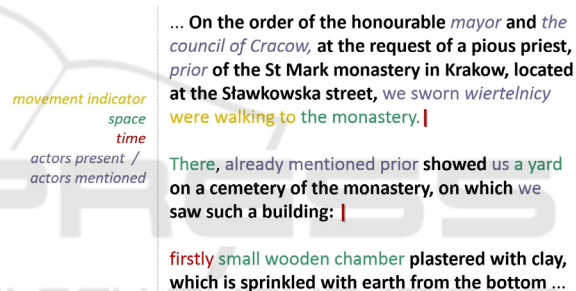 ... On the order of the honourable mayor and the
council of Cracow, at the request of a pious priest,
prior of the St Mark monastery in Krakow, located
at the Sławkowska street, we sworn wiertelnicy
were walking to the monastery.
movement indicator
space
time
actors present /
actors mentioned
There, already mentioned prior showed us a yard
on a cemetery of the monastery, on which we
saw such a building:
firstly small wooden chamber plastered with clay,
which is sprinkled with earth from the bottom ...